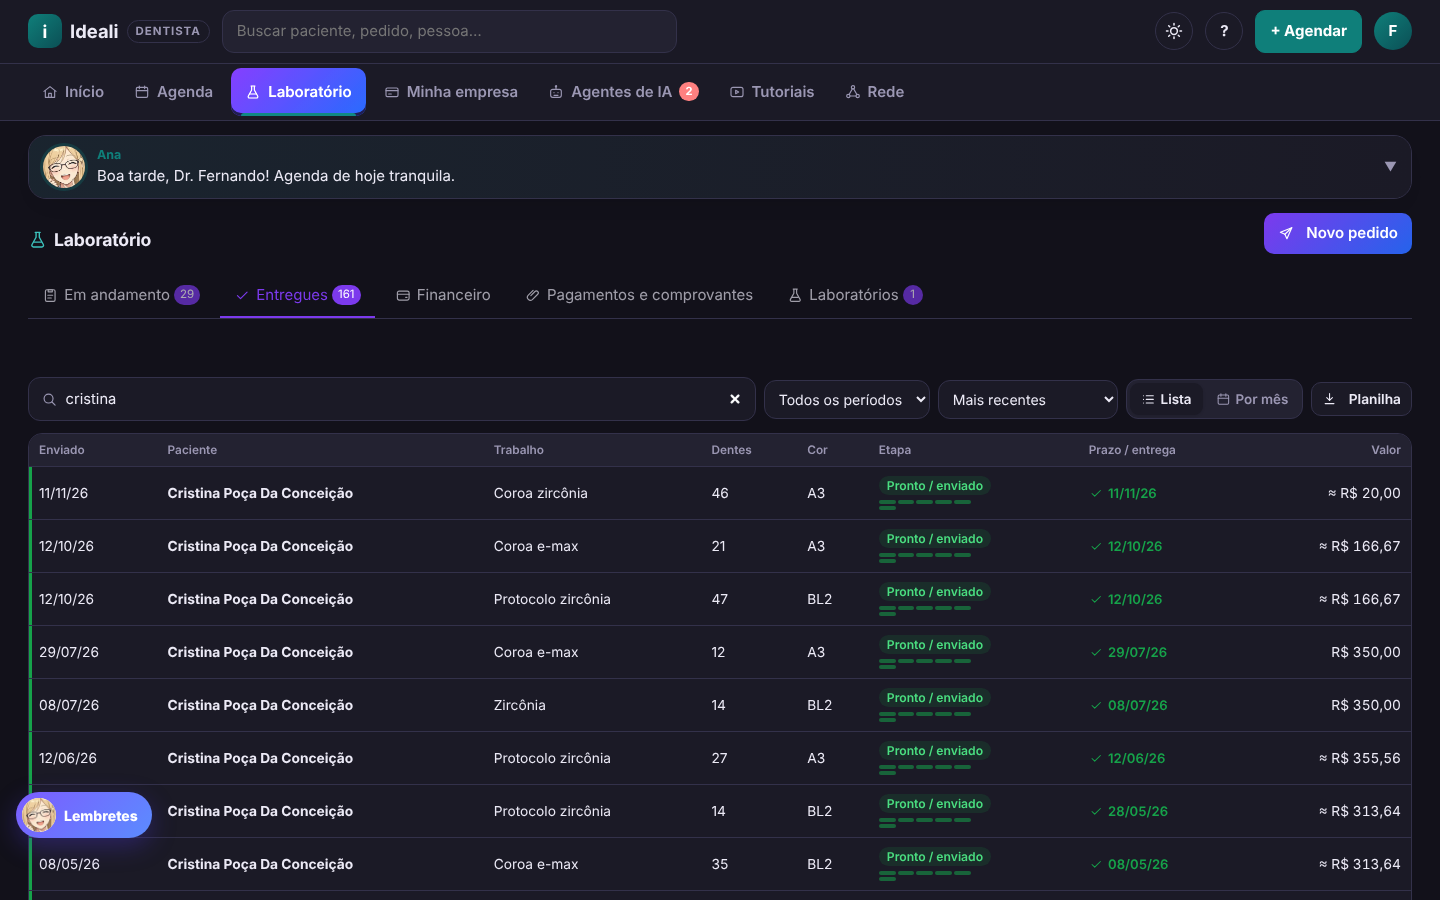 i Ideali DENTISTA Buscar paciente, pedido, pessoa... ? + Agendar F
Início Agenda Laboratório Minha empresa Agentes de IA 2 Tutoriais Rede
Ana
Boa tarde, Dr. Fernando! Agenda de hoje tranquila.
Laboratório Novo pedido
Em andamento 29 Entregues 161 Financeiro Pagamentos e comprovantes Laboratórios 1
cristina Todos os períodos Mais recentes Lista Por mês Planilha
Enviado Paciente Trabalho Dentes Cor Etapa Prazo / entrega Valor
11/11/26 Cristina Poça Da Conceição Coroa zircônia 46 A3 Pronto / enviado 11/11/26 ≈ R$ 20,00
12/10/26 Cristina Poça Da Conceição Coroa e-max 21 A3 Pronto / enviado 12/10/26 ≈ R$ 166,67
12/10/26 Cristina Poça Da Conceição Protocolo zircônia 47 BL2 Pronto / enviado 12/10/26 ≈ R$ 166,67
29/07/26 Cristina Poça Da Conceição Coroa e-max 12 A3 Pronto / enviado 29/07/26 R$ 350,00
08/07/26 Cristina Poça Da Conceição Zircônia 14 BL2 Pronto / enviado 08/07/26 R$ 350,00
12/06/26 Cristina Poça Da Conceição Protocolo zircônia 27 A3 Pronto / enviado 12/06/26 ≈ R$ 355,56
Lembretes Cristina Poça Da Conceição Protocolo zircônia 14 BL2 Pronto / enviado 28/05/26 ≈ R$ 313,64
08/05/26 Cristina Poça Da Conceição Coroa e-max 35 BL2 Pronto / enviado 08/05/26 ≈ R$ 313,64